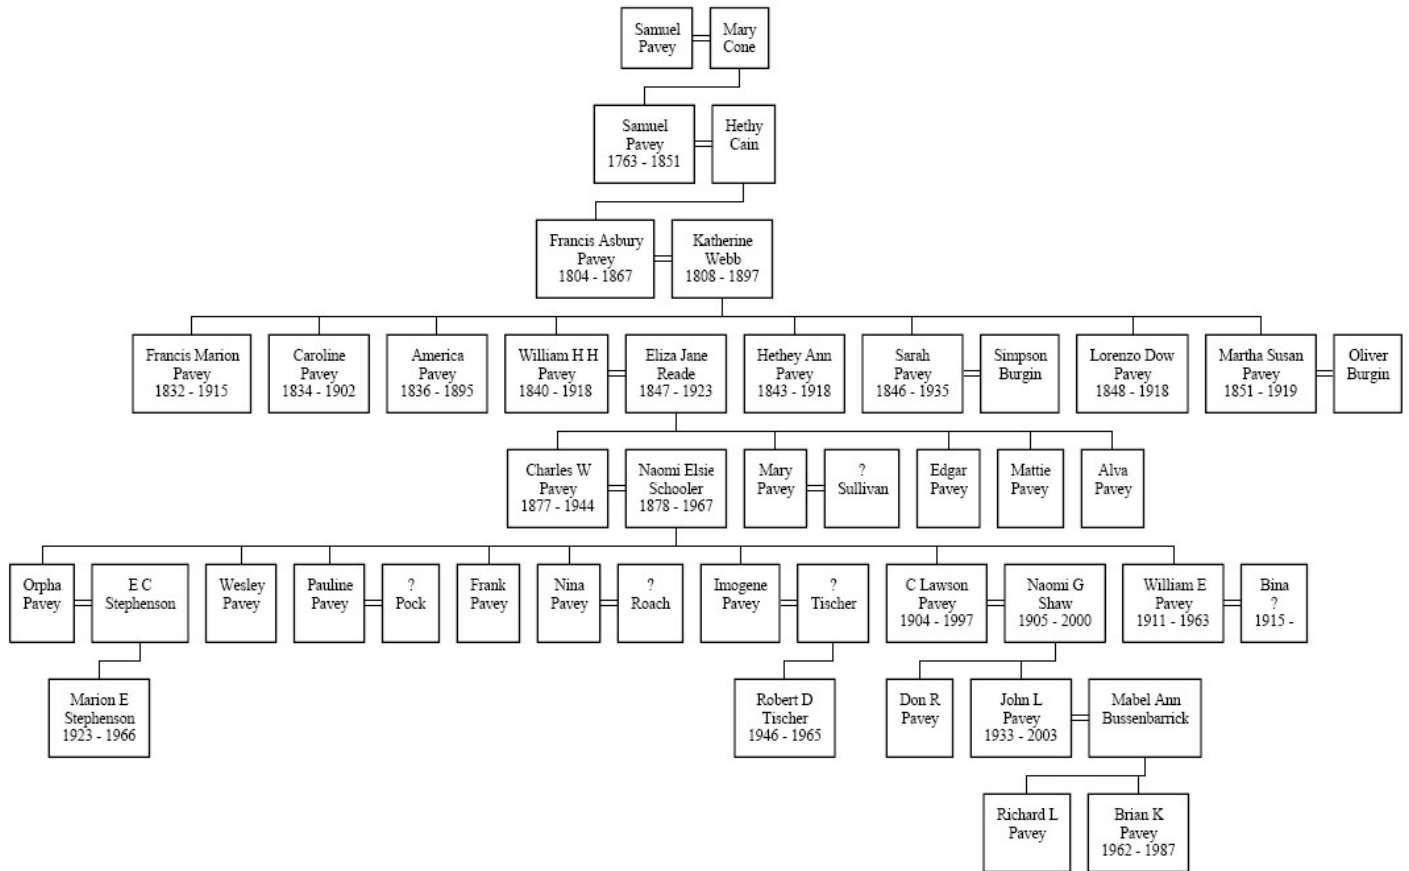 Samuel
Pavey
Mary
Cone
Samuel
Pavey
1763 - 1851
Hethy
Cain
Francis Asbury
Pavey
1804 - 1867
Katherine
Webb
1808 - 1897
Francis Marion
Pavey
1832 - 1915
Caroline
Pavey
1834 - 1902
America
Pavey
1836 - 1895
William H H
Pavey
1840 - 1918
Eliza Jane
Reade
1847 - 1923
Hethey Ann
Pavey
1843 - 1918
Sarah
Pavey
1846 - 1935
Simpson
Burgin
Lorenzo Dow
Pavey
1848 - 1918
Martha Susan
Pavey
1851 - 1919
Oliver
Burgin
Charles W
Pavey
1877 - 1944
Naomi Elsie
Schooler
1878 - 1967
Mary
Pavey
?
Sullivan
Edgar
Pavey
Mattie
Pavey
Alva
Pavey
Orpha
Pavey
E C
Stephenson
Wesley
Pavey
Pauline
Pavey
?
Pock
Frank
Pavey
Nina
Pavey
?
Roach
Imogene
Pavey
?
Tischer
C Lawson
Pavey
1904 - 1997
Naomi G
Shaw
1905 - 2000
William E
Pavey
1911 - 1963
Bina
?
1915 -
Marion E
Stephenson
1923 - 1966
Robert D
Tischer
1946 - 1965
Don R
Pavey
John L
Pavey
1933 - 2003
Mabel Ann
Bussenbarrick
Richard L
Pavey
Brian K
Pavey
1962 - 1987